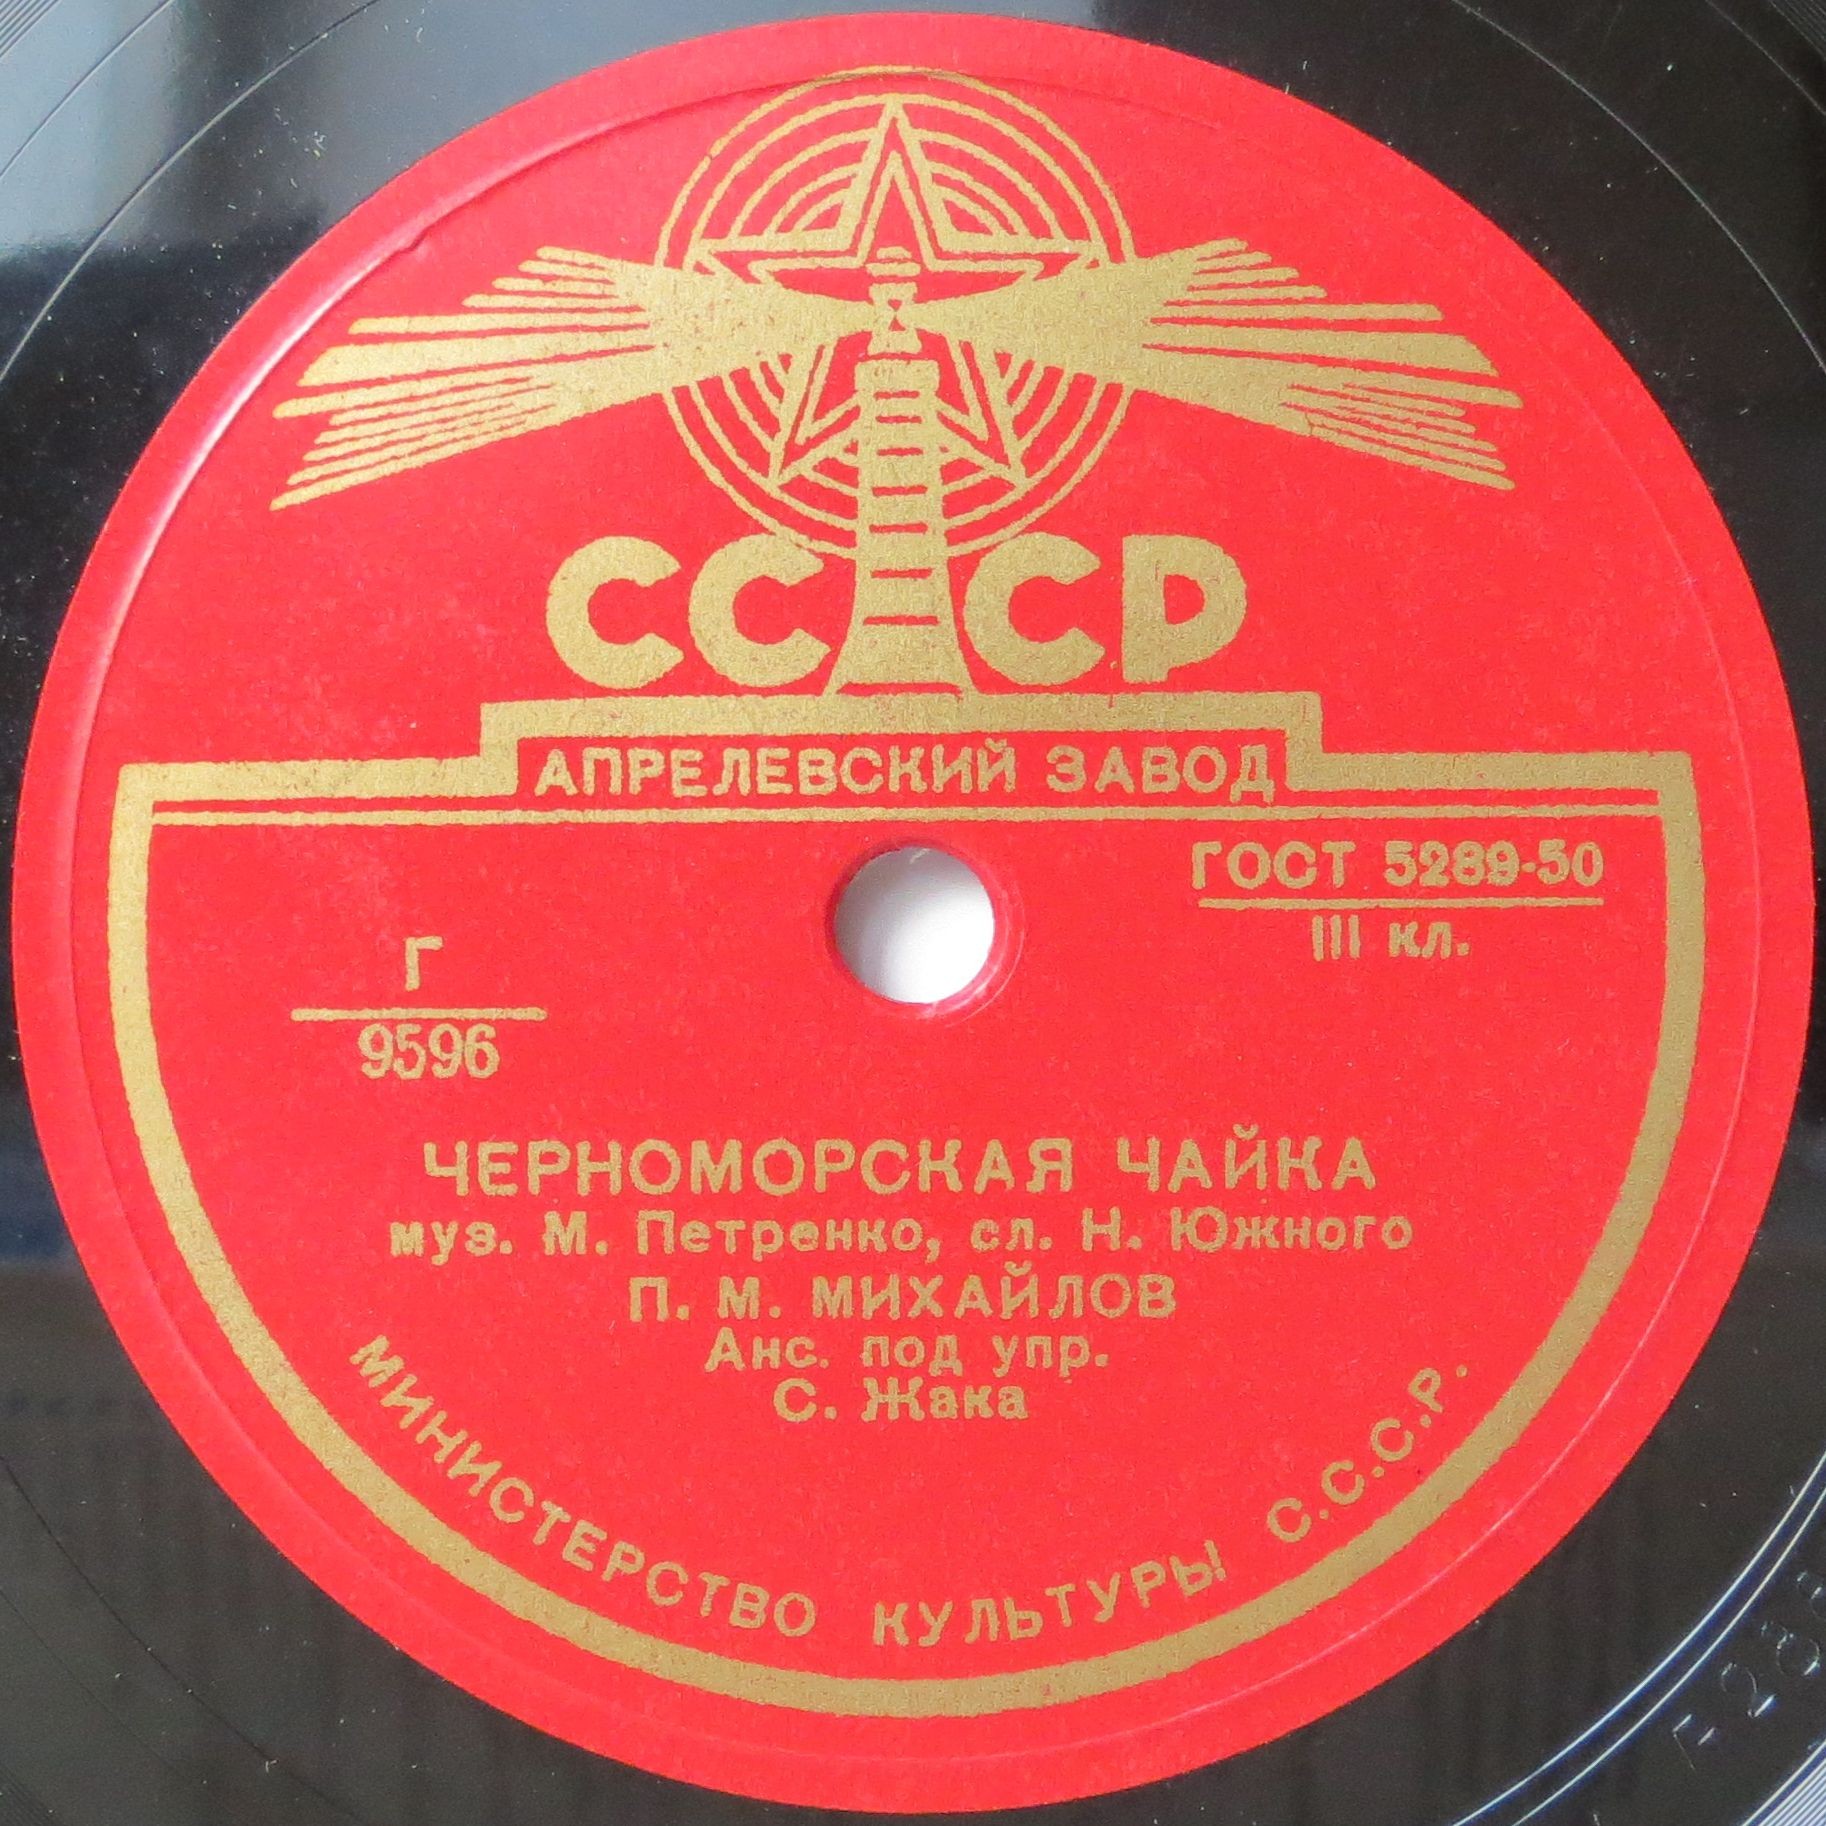 СССР
АПРЕЛЕВСКИЙ ЗАВОД
ГОСТ 5289-50
III кл.
Г
9596
ЧЕРНОМОРСКАЯ ЧАЙКА
муз. М. Петренко, сл. Н. Южного
П. М. МИХАЙЛОВ
Анс. под упр.
С. Жака
МИНИСТЕРСТВО КУЛЬТУРЫ С.С.С.Р.